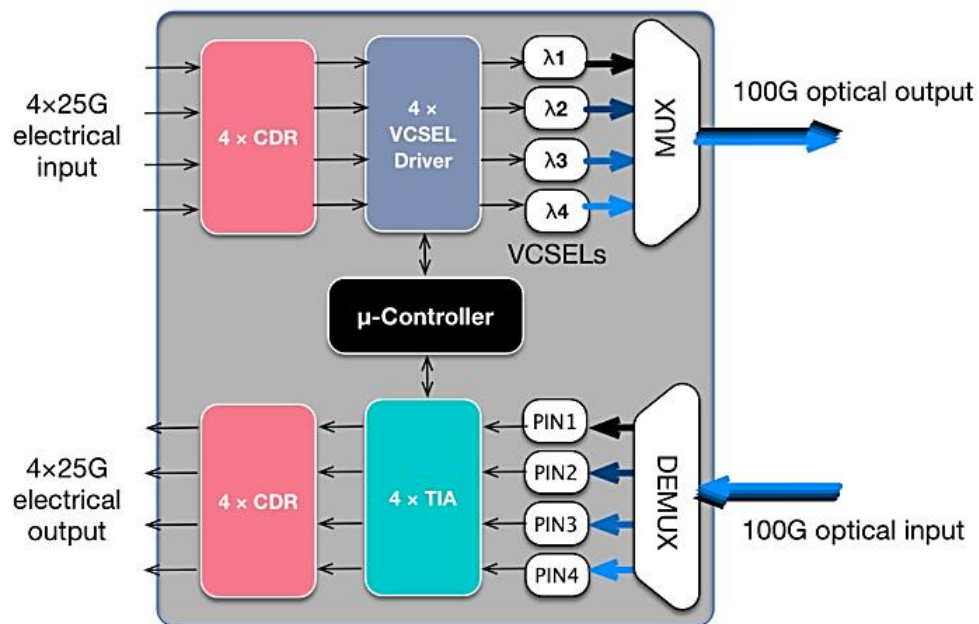 4×25G
electrical
input
4 × CDR
4 ×
VCSEL
Driver
λ1
λ2
λ3
λ4
VCSELs
MUX
100G optical output
μ-Controller
4×25G
electrical
output
4 × CDR
4 × TIA
PIN1
PIN2
PIN3
PIN4
DEMUX
100G optical input